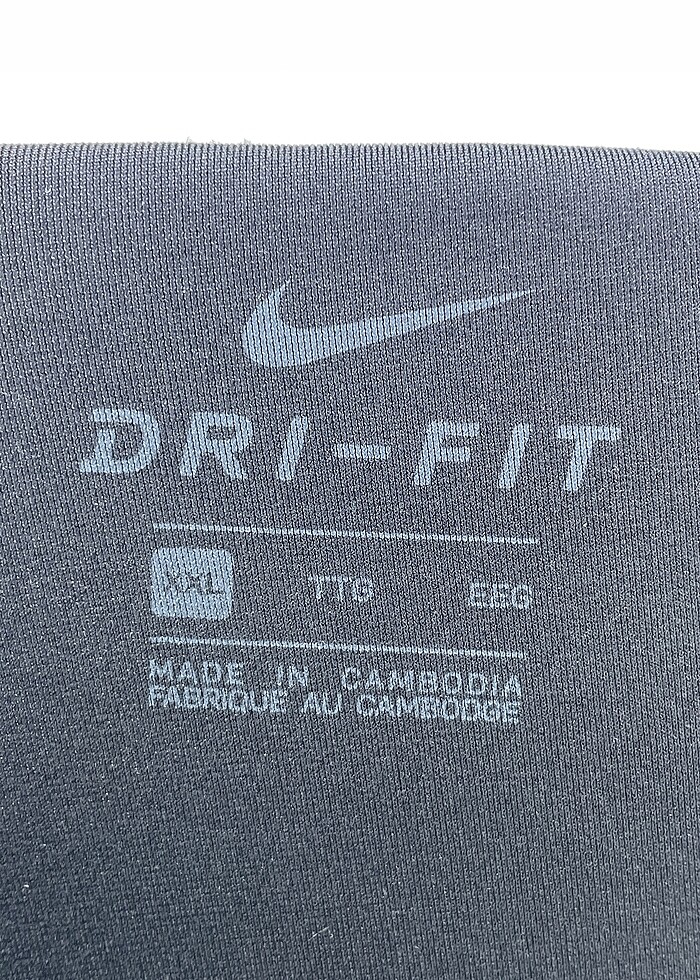 DRI-FIT
XXL TTG EEG
MADE IN CAMBODIA
FABRIQUE AU CAMBODGE